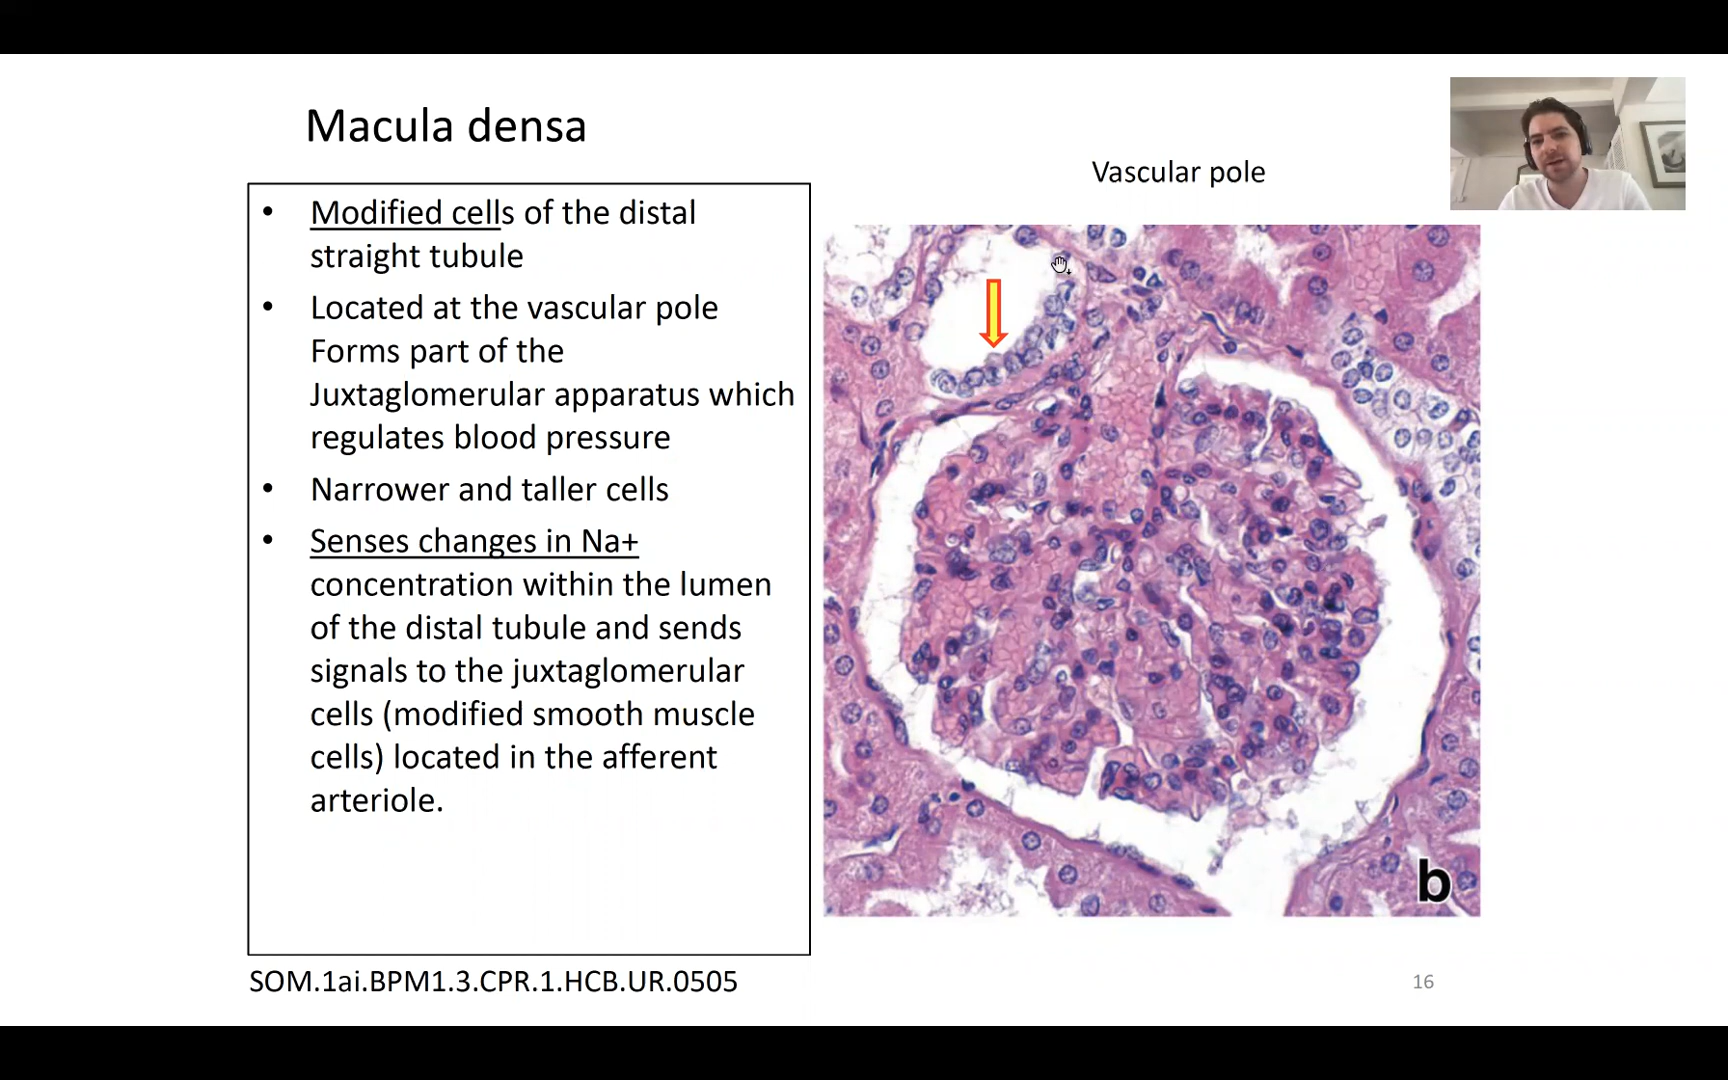 Macula densa
Vascular pole
• Modified cells of the distal
straight tubule
• Located at the vascular pole
Forms part of the
Juxtaglomerular apparatus which
regulates blood pressure
• Narrower and taller cells
• Senses changes in Na+
concentration within the lumen
of the distal tubule and sends
signals to the juxtaglomerular
cells (modified smooth muscle
cells) located in the afferent
arteriole.
b
SOM.1ai.BPM1.3.CPR.1.HCB.UR.0505
16